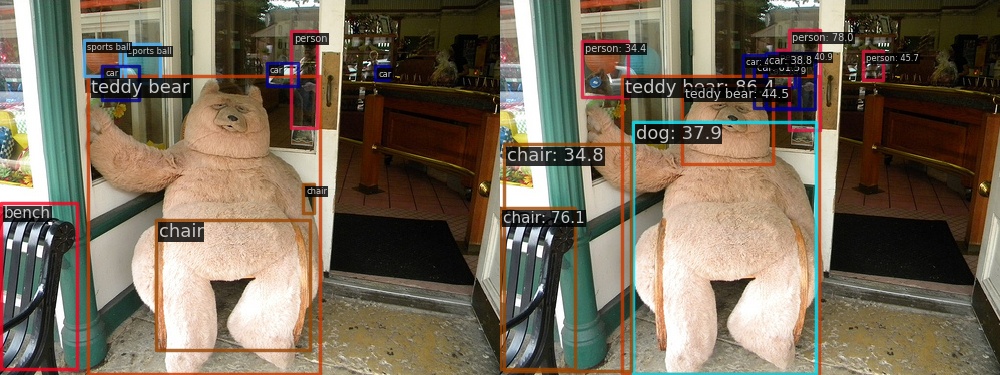 sports ball
ports ball
car
car
car
person
teddy bear
bench
chair
chair
person: 34.4
person: 78.0
person: 45.7
car: 38.8
40.9
teddy bear: 86.4
teddy bear: 44.5
dog: 37.9
chair: 34.8
chair: 76.1